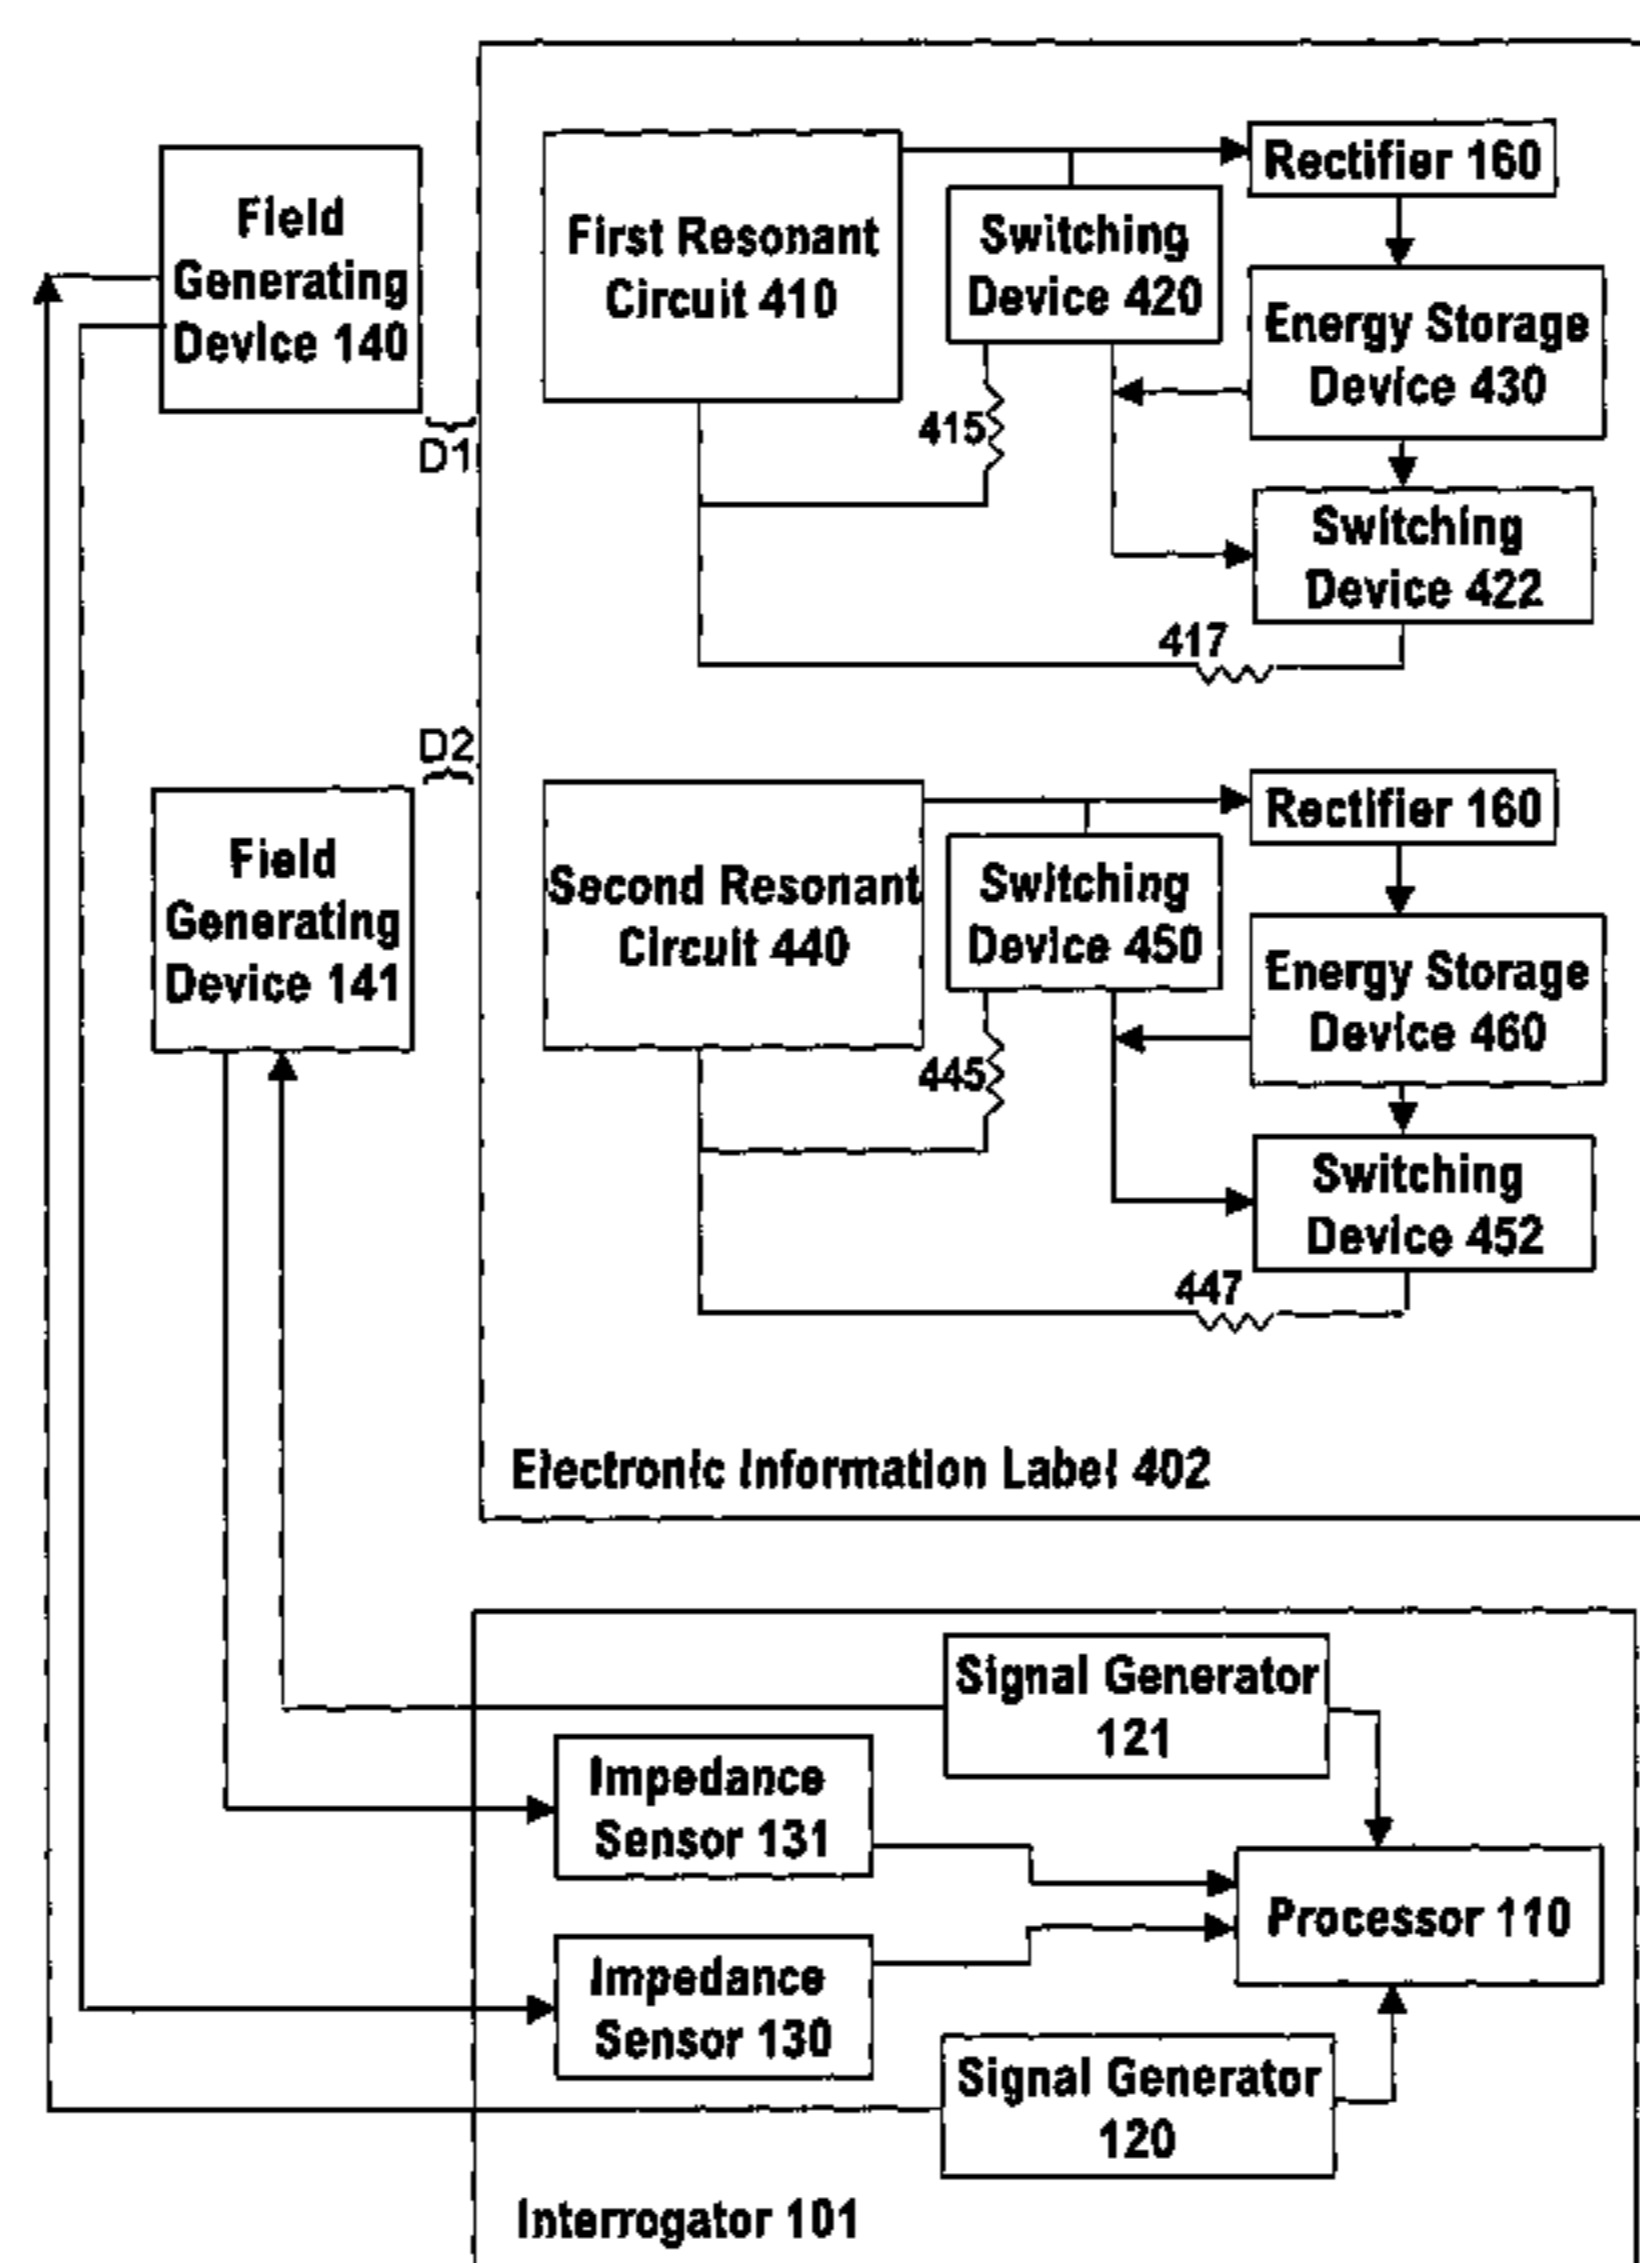 Field
Generating
Device 140
D1
First Resonant
Circuit 410
Switching
Device 420
Rectifier 160
Energy Storage
Device 430
415
Switching
Device 422
417
D2
Field
Generating
Device 141
Second Resonant
Circuit 440
Switching
Device 450
Rectifier 160
Energy Storage
Device 460
445
Switching
Device 452
447
Electronic Information Label 402
Signal Generator
121
Impedance
Sensor 131
Processor 110
Impedance
Sensor 130
Signal Generator
120
Interrogator 101